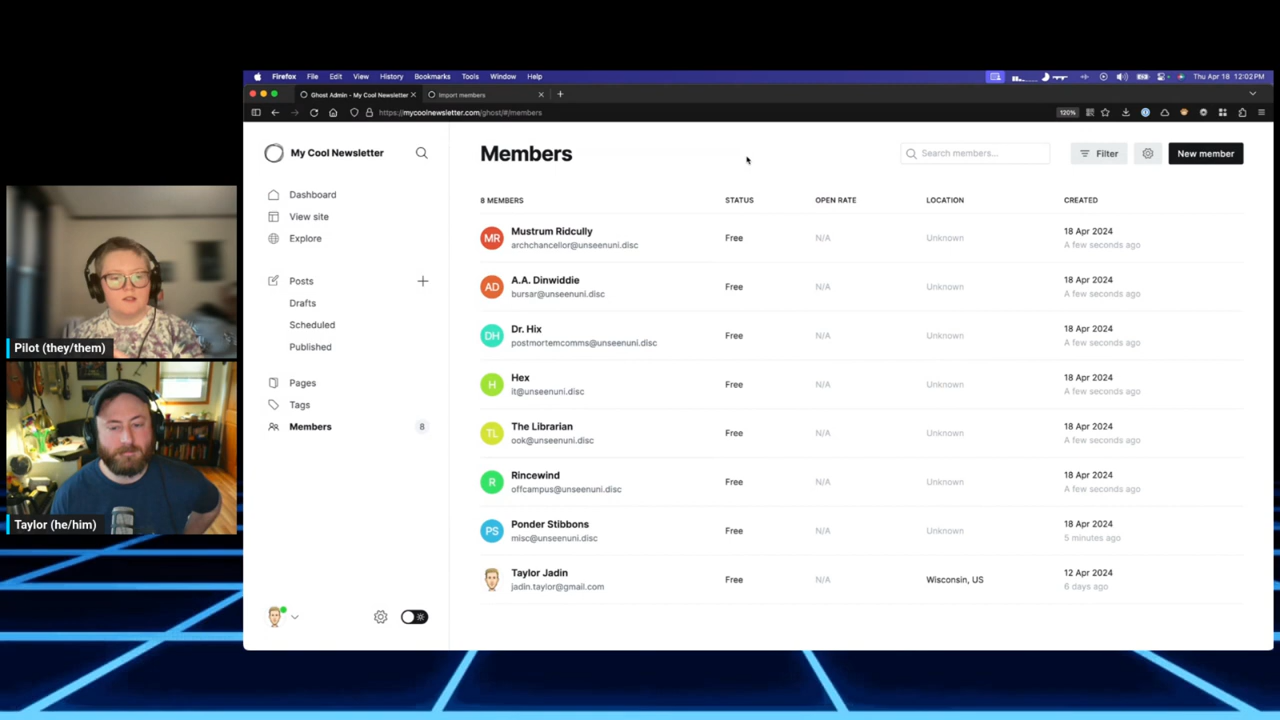 Firefox File Edit View History Bookmarks Tools Window Help Thu Apr 18 12:02PM
Ghost Admin - My Cool Newsletter Import members
https://mycoolnewsletter.com/ghost/#/members 120%
My Cool Newsletter
Dashboard
View site
Explore
Posts
Drafts
Scheduled
Published
Pages
Tags
Members 8
Members
Search members...
Filter
New member
8 MEMBERS STATUS OPEN RATE LOCATION CREATED
MR Mustrum Ridcully Free N/A Unknown 18 Apr 2024
archchancellor@unseenuni.disc A few seconds ago
AD A.A. Dinwiddie Free N/A Unknown 18 Apr 2024
bursar@unseenuni.disc A few seconds ago
DH Dr. Hix Free N/A Unknown 18 Apr 2024
postmortemcomms@unseenuni.disc A few seconds ago
H Hex Free N/A Unknown 18 Apr 2024
it@unseenuni.disc A few seconds ago
TL The Librarian Free N/A Unknown 18 Apr 2024
ook@unseenuni.disc A few seconds ago
R Rincewind Free N/A Unknown 18 Apr 2024
offcampus@unseenuni.disc A few seconds ago
PS Ponder Stibbons Free N/A Unknown 18 Apr 2024
misc@unseenuni.disc 5 minutes ago
Taylor Jadin Free N/A Wisconsin, US 12 Apr 2024
jadin.taylor@gmail.com 6 days ago
Pilot (they/them)
Taylor (he/him)